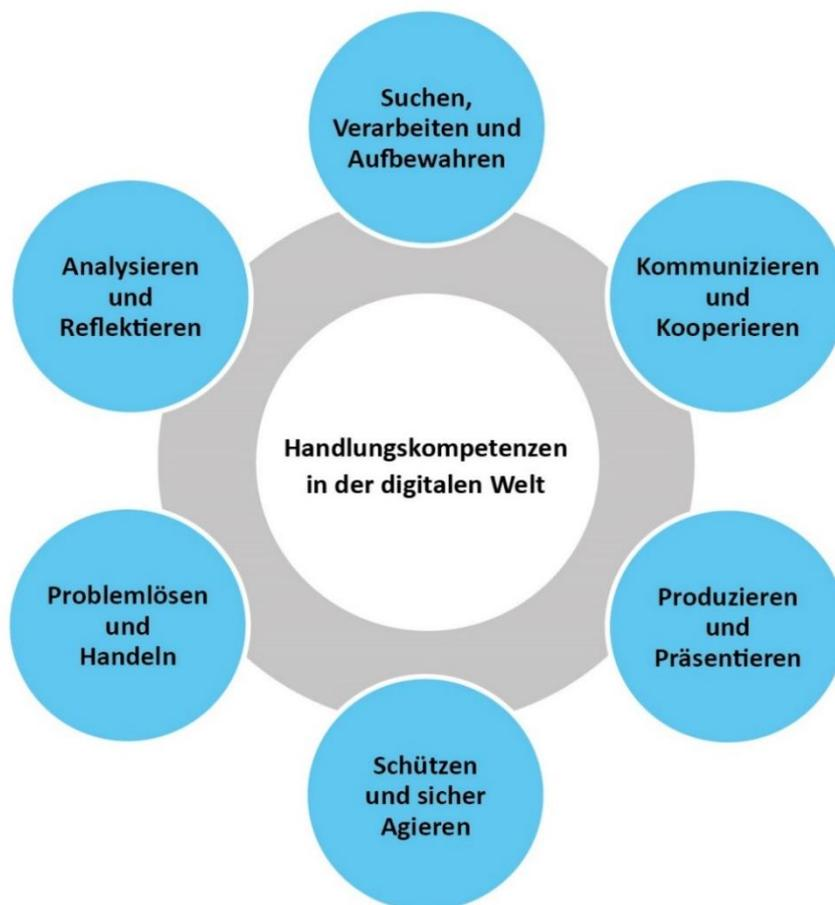 Suchen,
Verarbeiten und
Aufbewahren
Kommunizieren
und
Kooperieren
Produzieren
und
Präsentieren
Schützen
und sicher
Agieren
Problemlösen
und
Handeln
Analysieren
und
Reflektieren
Handlungskompetenzen
in der digitalen Welt